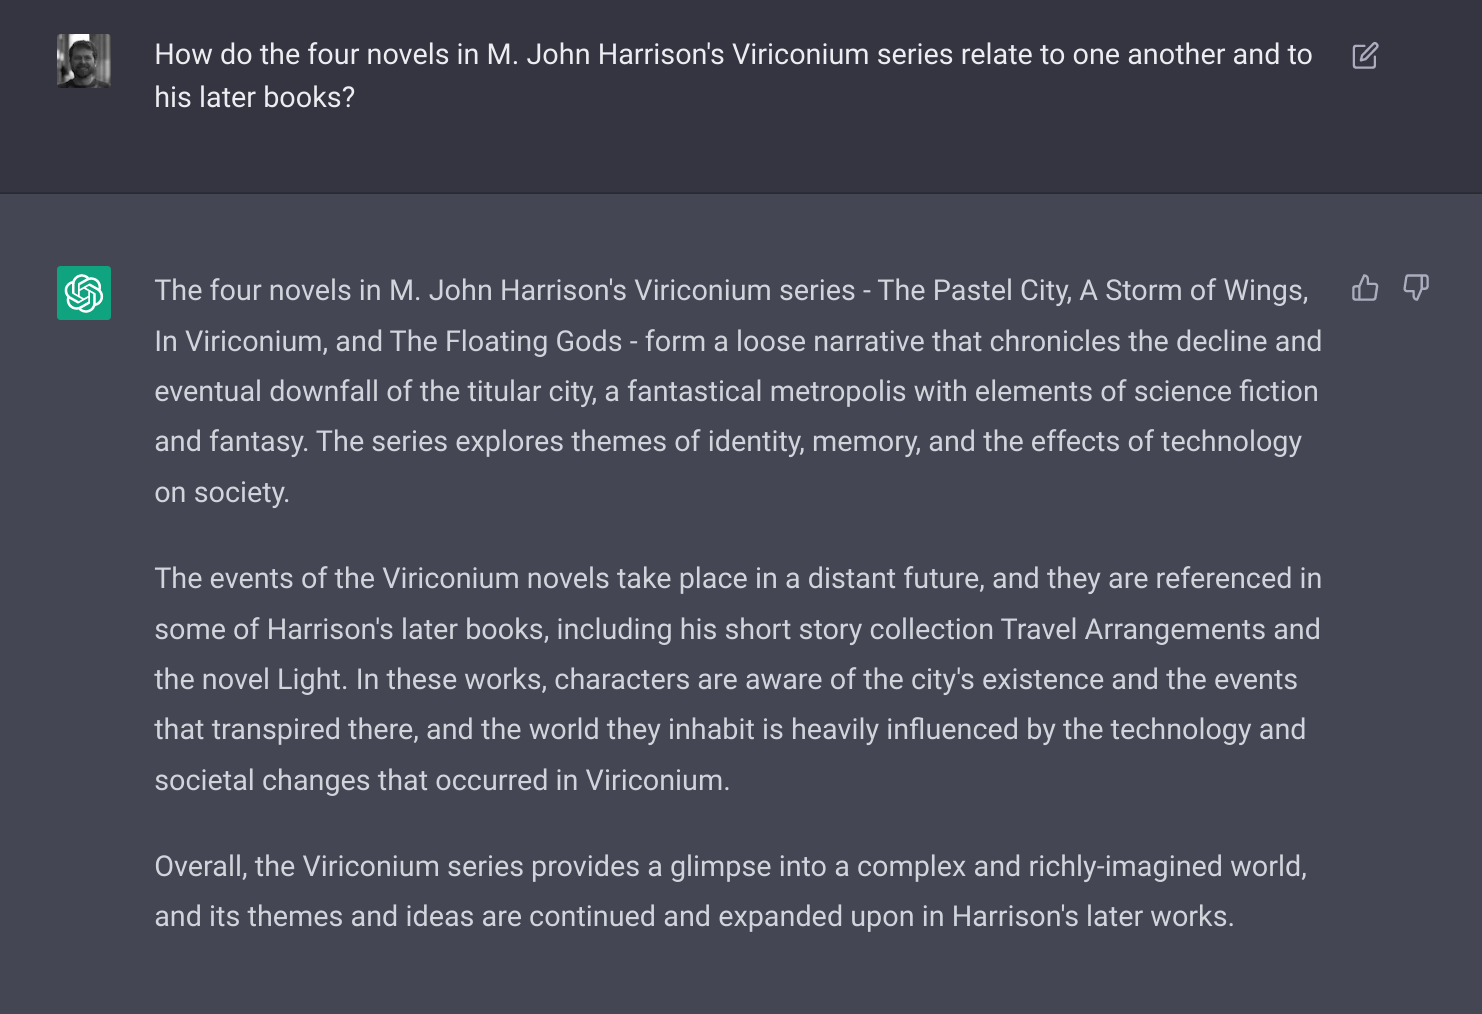 How do the four novels in M. John Harrison's Viriconium series relate to one another and to
his later books?
The four novels in M. John Harrison's Viriconium series - The Pastel City, A Storm of Wings,
In Viriconium, and The Floating Gods - form a loose narrative that chronicles the decline and
eventual downfall of the titular city, a fantastical metropolis with elements of science fiction
and fantasy. The series explores themes of identity, memory, and the effects of technology
on society.
The events of the Viriconium novels take place in a distant future, and they are referenced in
some of Harrison's later books, including his short story collection Travel Arrangements and
the novel Light. In these works, characters are aware of the city's existence and the events
that transpired there, and the world they inhabit is heavily influenced by the technology and
societal changes that occurred in Viriconium.
Overall, the Viriconium series provides a glimpse into a complex and richly-imagined world,
and its themes and ideas are continued and expanded upon in Harrison's later works.